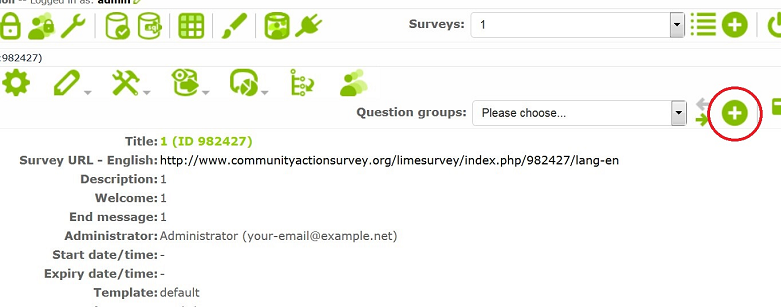 Logged in as: admin
Surveys: 1
:982427)
Question groups: Please choose...
Title: 1 (ID 982427)
Survey URL - English: http://www.communityactionsurvey.org/limesurvey/index.php/982427/lang-en
Description: 1
Welcome: 1
End message: 1
Administrator: Administrator (your-email@example.net)
Start date/time: -
Expiry date/time: -
Template: default